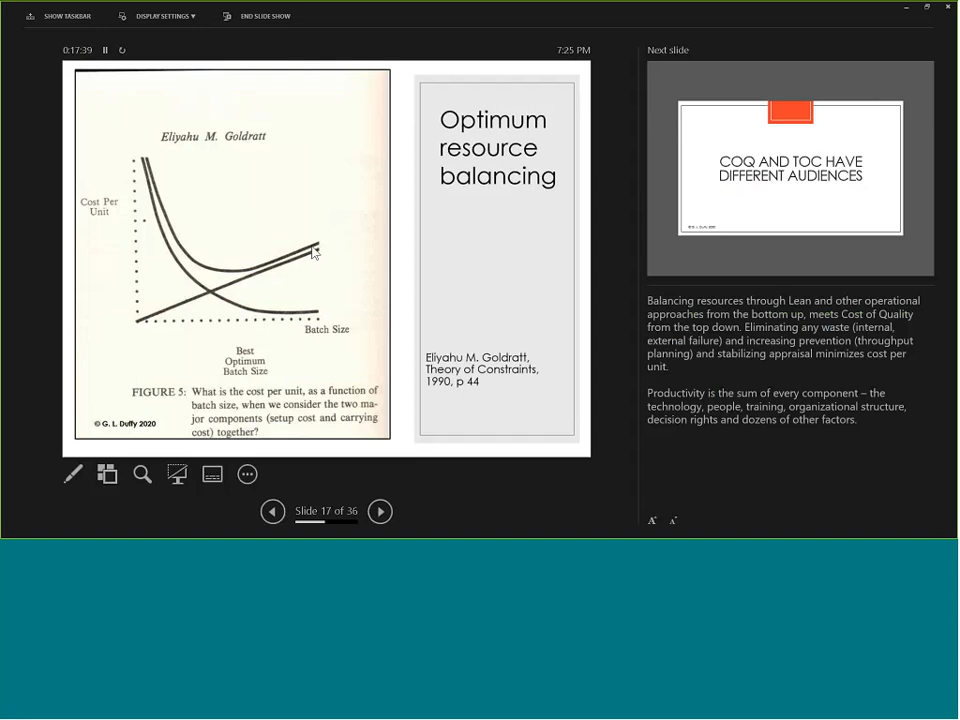 SHOW TASKBAR
DISPLAY SETTINGS ▾
END SLIDE SHOW
0:17:39
7:25 PM
Next slide
Eliyahu M. Goldratt
Cost Per
Unit
Batch Size
Best
Optimum
Batch Size
FIGURE 5: What is the cost per unit, as a function of
batch size, when we consider the two ma-
jor components (setup cost and carrying
cost) together?
© G. L. Duffy 2020
Optimum
resource
balancing
Eliyahu M. Goldratt,
Theory of Constraints,
1990, p 44
COQ AND TOC HAVE
DIFFERENT AUDIENCES
© G. L. Duffy 2020
Balancing resources through Lean and other operational
approaches from the bottom up, meets Cost of Quality
from the top down. Eliminating any waste (internal,
external failure) and increasing prevention (throughput
planning) and stabilizing appraisal minimizes cost per
unit.
Productivity is the sum of every component – the
technology, people, training, organizational structure,
decision rights and dozens of other factors.
Slide 17 of 36
A A